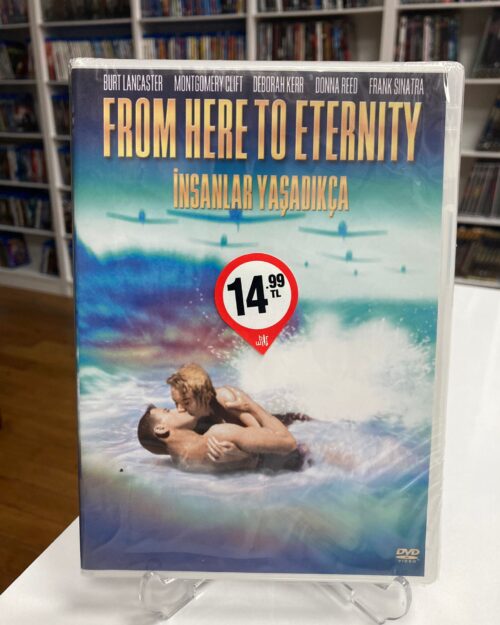 BURT LANCASTER MONTGOMERY CLIFT DEBORAH KERR DONNA REED FRANK SINATRA
FROM HERE TO ETERNITY
İNSANLAR YAŞADIKÇA
14.99
TL
DVD
VIDEO